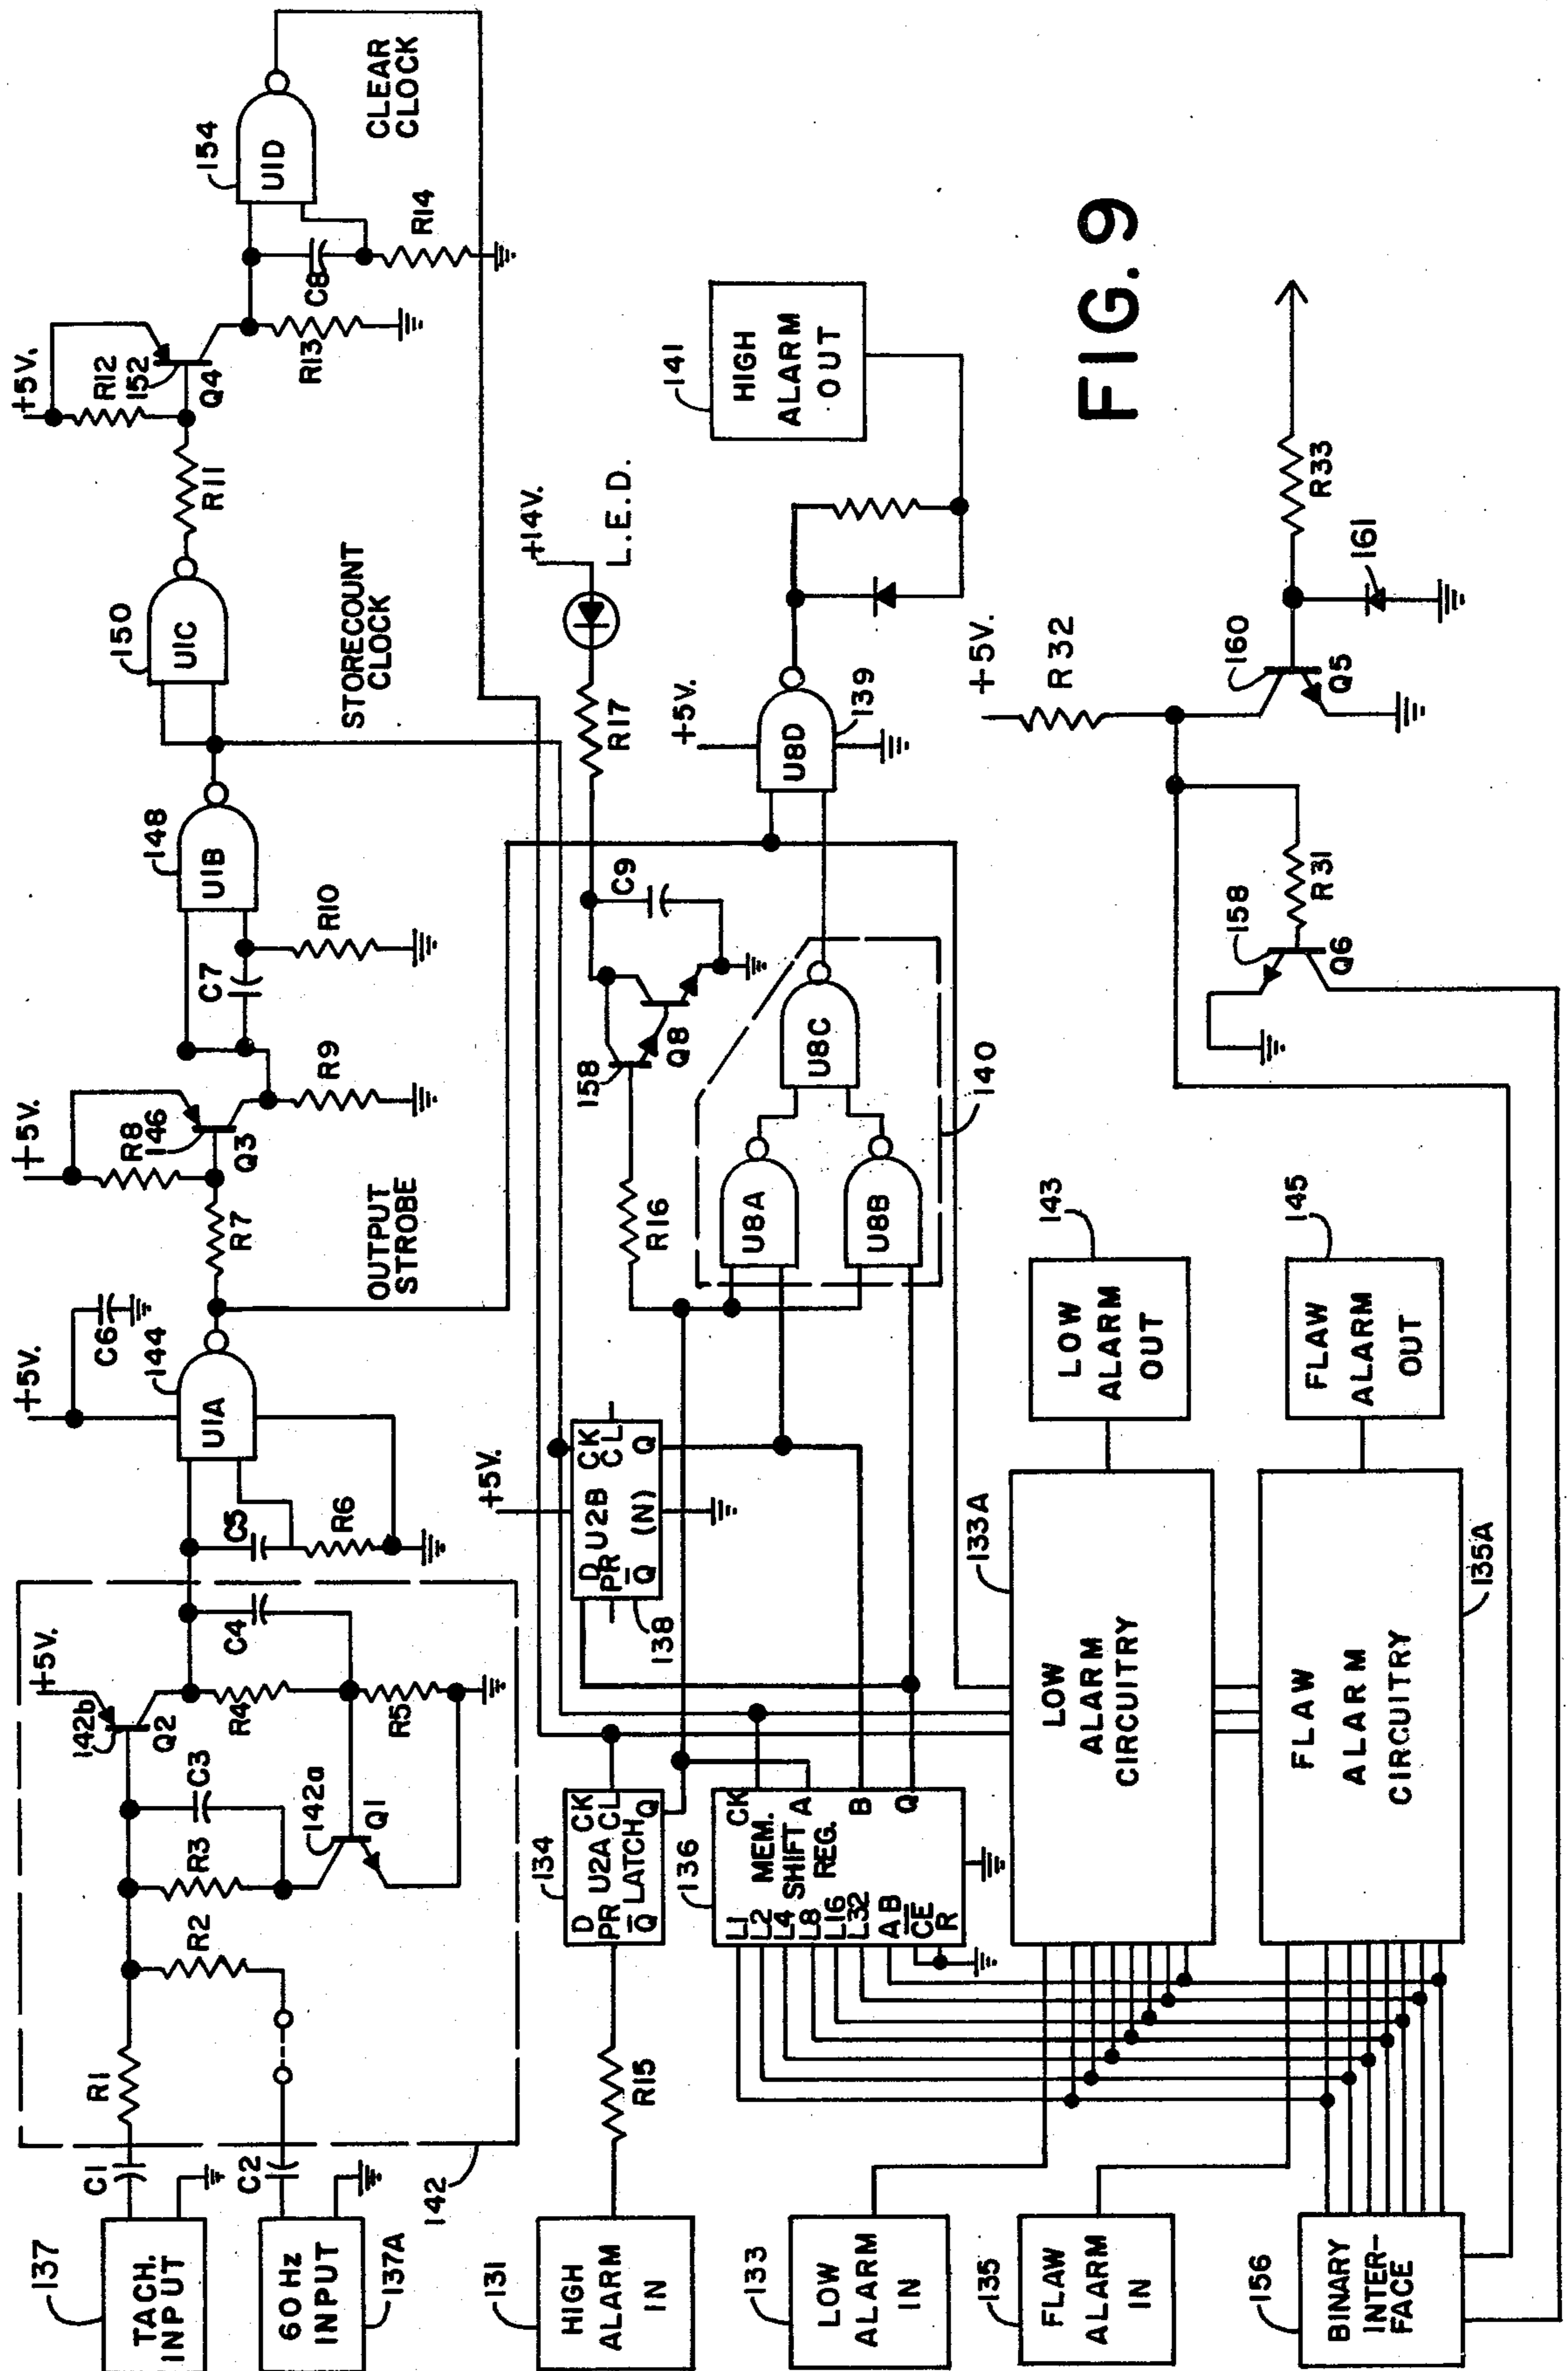 137
TACH.
INPUT
C1
60 Hz
INPUT
137A
C2
142
R1
R2
R3
C3
142a
Q1
142b
Q2
+5V.
R4
C4
R5
C5
R6
+5V.
C6
144
U1A
OUTPUT
STROBE
R7
+5V.
R8
146
Q3
R9
C7
R10
148
U1B
STORECOUNT
CLOCK
150
U1C
R11
+5V.
R12
152
Q4
R13
C8
R14
154
U1D
CLEAR
CLOCK
131
HIGH
ALARM
IN
R15
134
D CK
PR U2A CL
Q LATCH Q
+5V.
D U2B CK
PR CL
Q (N) Q
138
R16
158
Q8
C9
R17
+14V.
L.E.D.
136
L1 CK
L2 MEM.
L4 SHIFT A
L8 REG.
L16 B
L32
AB Q
CE
R
U8A
U8B
U8C
140
+5V.
U8D
139
141
HIGH
ALARM
OUT
133
LOW
ALARM
IN
133A
LOW
ALARM
CIRCUITRY
143
LOW
ALARM
OUT
135
FLAW
ALARM
IN
135A
FLAW
ALARM
CIRCUITRY
145
FLAW
ALARM
OUT
156
BINARY
INTER-
FACE
158
Q6
R31
+5V.
R32
160
Q5
161
R33
FIG. 9